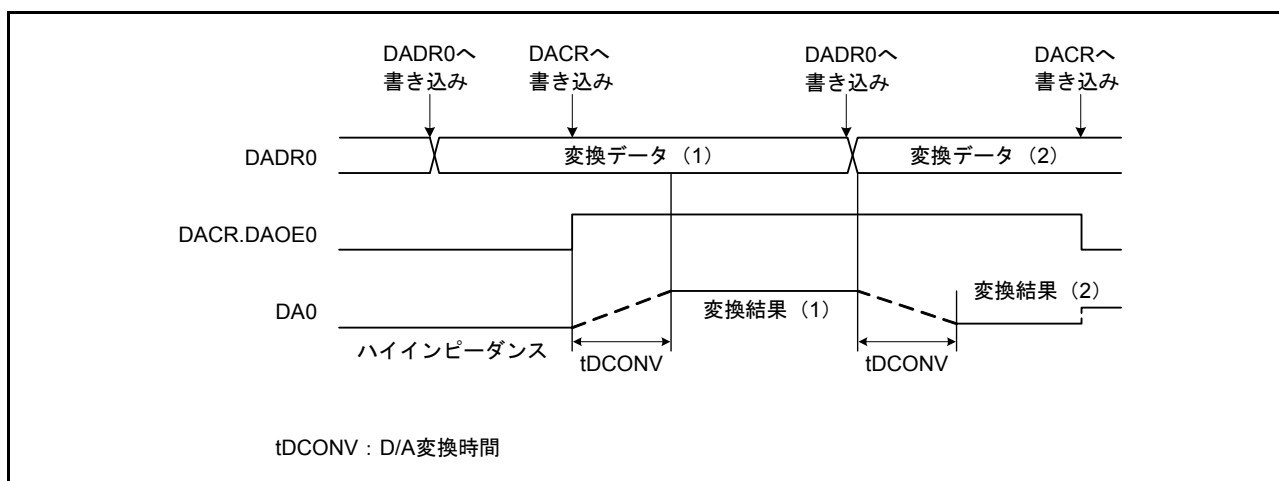 DADR0へ
書き込み
DACRへ
書き込み
DADR0へ
書き込み
DACRへ
書き込み
DADR0
変換データ（1）
変換データ（2）
DACR.DAOE0
DA0
変換結果（1）
変換結果（2）
ハイインピーダンス
tDCONV
tDCONV
tDCONV：D/A変換時間